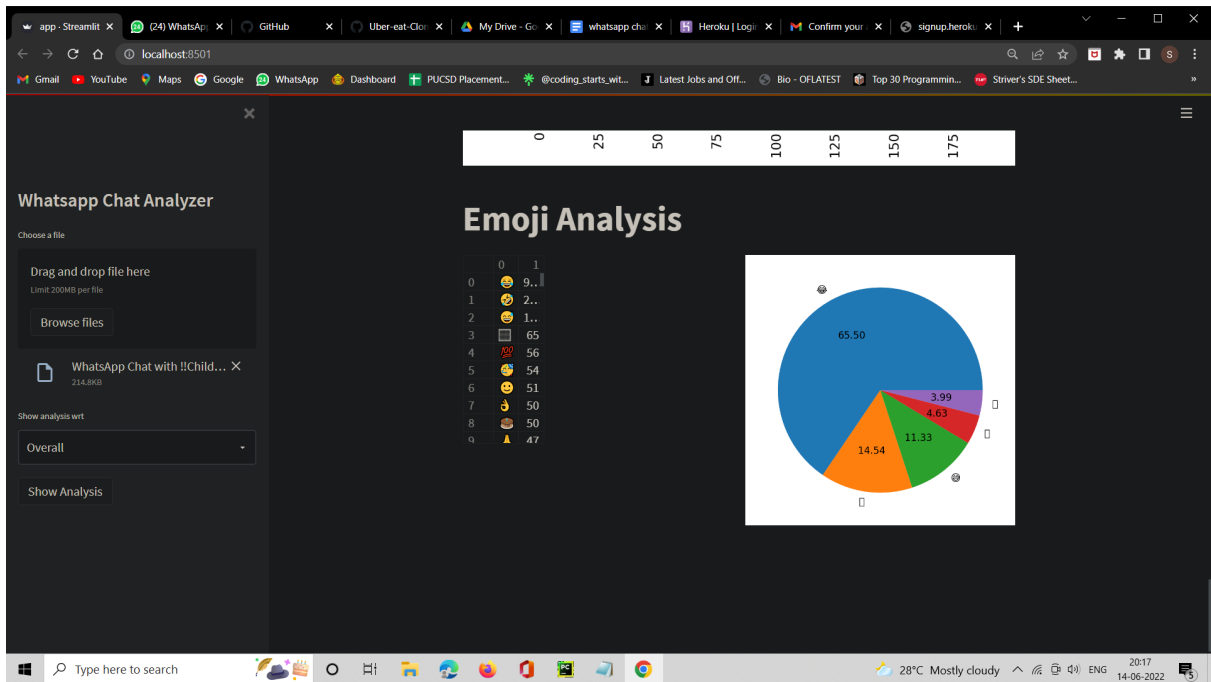 app · Streamlit
(24) WhatsApp
GitHub
Uber-eat-Clon
My Drive - Go
whatsapp cha
Heroku | Login
Confirm your
signup.heroku
localhost:8501
S
Gmail
YouTube
Maps
Google
WhatsApp
Dashboard
PUCSD Placement...
@coding_starts_wit...
Latest Jobs and Off...
Bio - OFLATEST
Top 30 Programmin...
Striver's SDE Sheet...
»
0 25 50 75 100 125 150 175
Whatsapp Chat Analyzer
Choose a file
Drag and drop file here
Limit 200MB per file
Browse files
WhatsApp Chat with !!Child...
214.8KB
Show analysis wrt
Overall
Show Analysis
Emoji Analysis
0 1
0 😂 9..
1 🤣 2..
2 😅 1..
3 65
4 💯 56
5 54
6 🙂 51
7 👌 50
8 50
9 47
65.50
14.54
11.33
4.63
3.99
Type here to search
28°C Mostly cloudy
ENG
20:17
14-06-2022
5